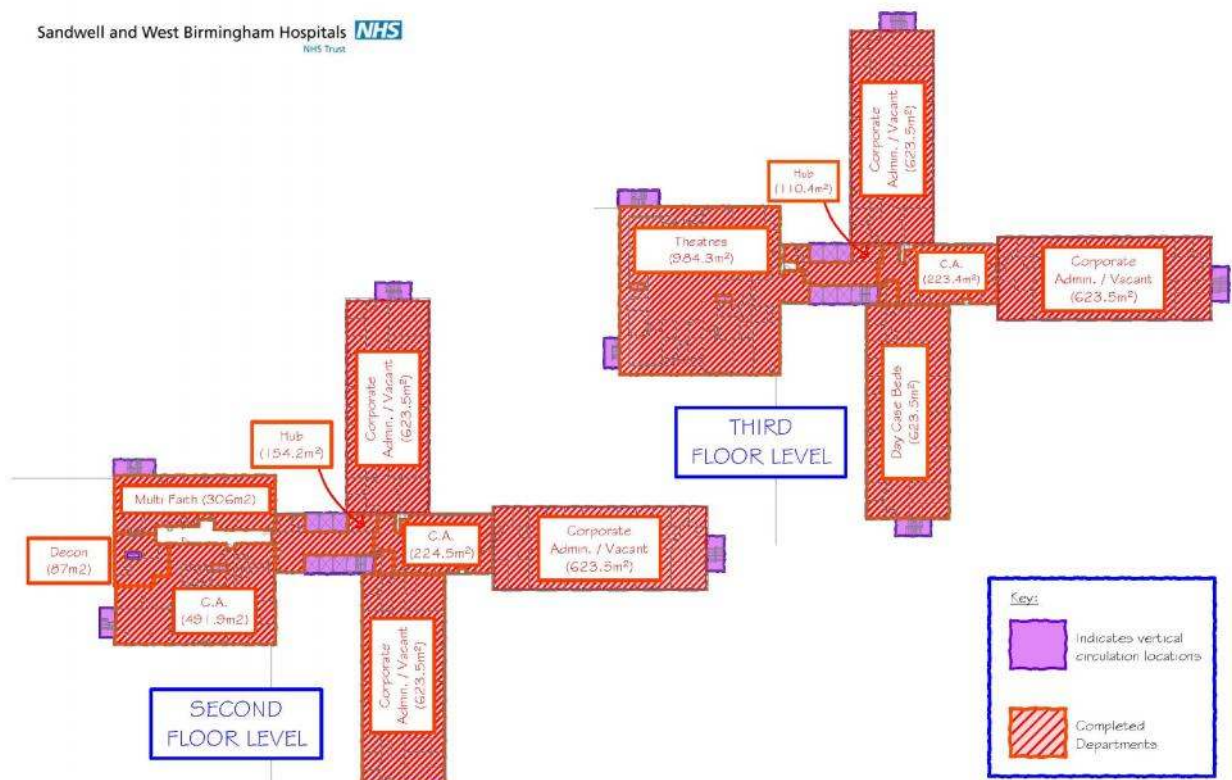 Sandwell and West Birmingham Hospitals NHS
NHS Trust
Corporate
Admin. / Vacant
(623.5m²)
Hub
(110.4m²)
Theatres
(984.3m²)
C.A.
(223.4m²)
Corporate
Admin. / Vacant
(623.5m²)
Day Case Beds
(623.5m²)
THIRD
FLOOR LEVEL
Corporate
Admin. / Vacant
(623.5m²)
Hub
(154.2m²)
Multi Faith (306m2)
Decon
(87m2)
C.A.
(224.5m²)
Corporate
Admin. / Vacant
(623.5m²)
C.A.
(491.9m2)
Corporate
Admin. / Vacant
(623.5m²)
SECOND
FLOOR LEVEL
Key:
Indicates vertical
circulation locations
Completed
Departments